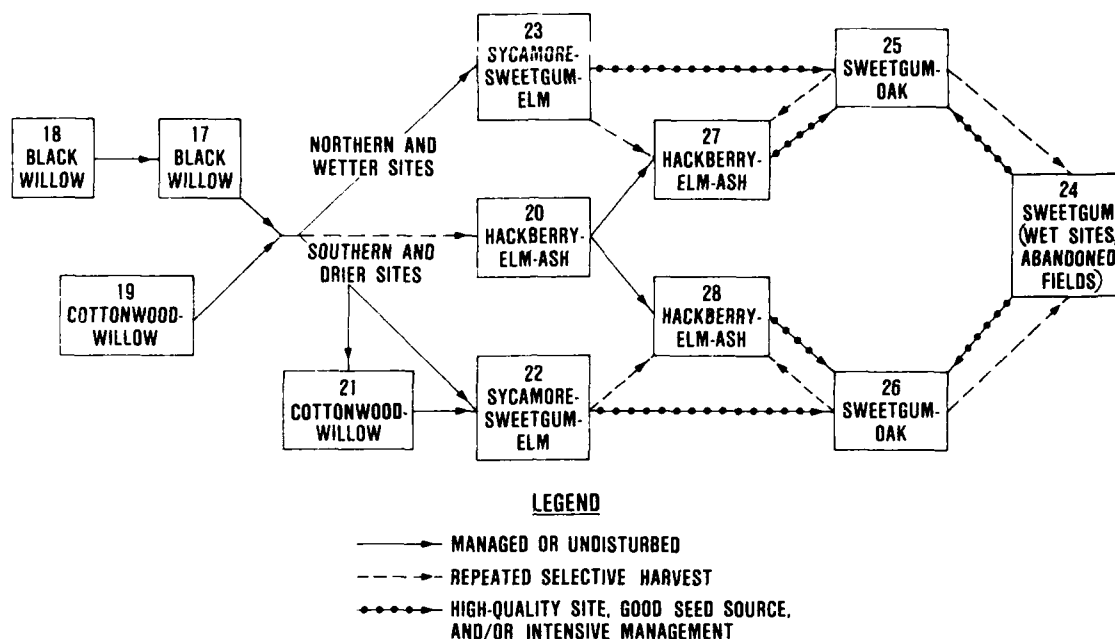 18
BLACK
WILLOW
17
BLACK
WILLOW
19
COTTONWOOD-
WILLOW
NORTHERN AND
WETTER SITES
SOUTHERN AND
DRIER SITES
21
COTTONWOOD-
WILLOW
23
SYCAMORE-
SWEETGUM-
ELM
20
HACKBERRY-
ELM-ASH
22
SYCAMORE-
SWEETGUM-
ELM
27
HACKBERRY-
ELM-ASH
28
HACKBERRY-
ELM-ASH
25
SWEETGUM-
OAK
26
SWEETGUM-
OAK
24
SWEETGUM
(WET SITES,
ABANDONED
FIELDS)
LEGEND
MANAGED OR UNDISTURBED
REPEATED SELECTIVE HARVEST
HIGH-QUALITY SITE, GOOD SEED SOURCE,
AND/OR INTENSIVE MANAGEMENT